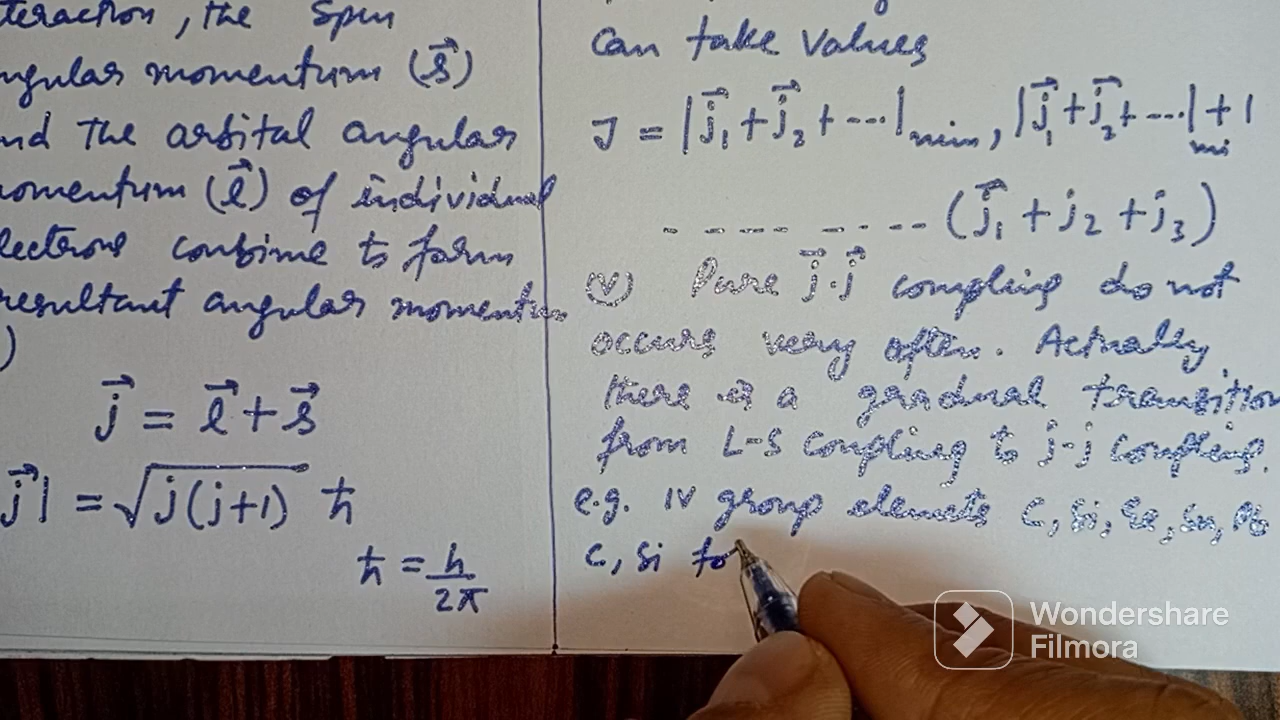 teraction, the Spin
ngular momentum (s⃗)
nd the orbital angular
omentum (l⃗) of individual
lectrons combine to form
resultant angular momentum
)
j⃗ = l⃗ + s⃗
j⃗| = √j(j+1) ħ
ħ = h/2π
can take values
J = |j⃗₁ + j⃗₂ + ---|min, |j⃗₁ + j⃗₂ + ---|mi + 1
- ---- - --- (j⃗₁ + j₂ + j₃)
(V) Pure j⃗.j⃗ coupling do not
occurs very often. Actually
there is a gradual transition
from L-S coupling to j-j coupling.
e.g. IV group elements C, Si, Ge, Sn, Pb
C, Si fo
Wondershare
Filmora